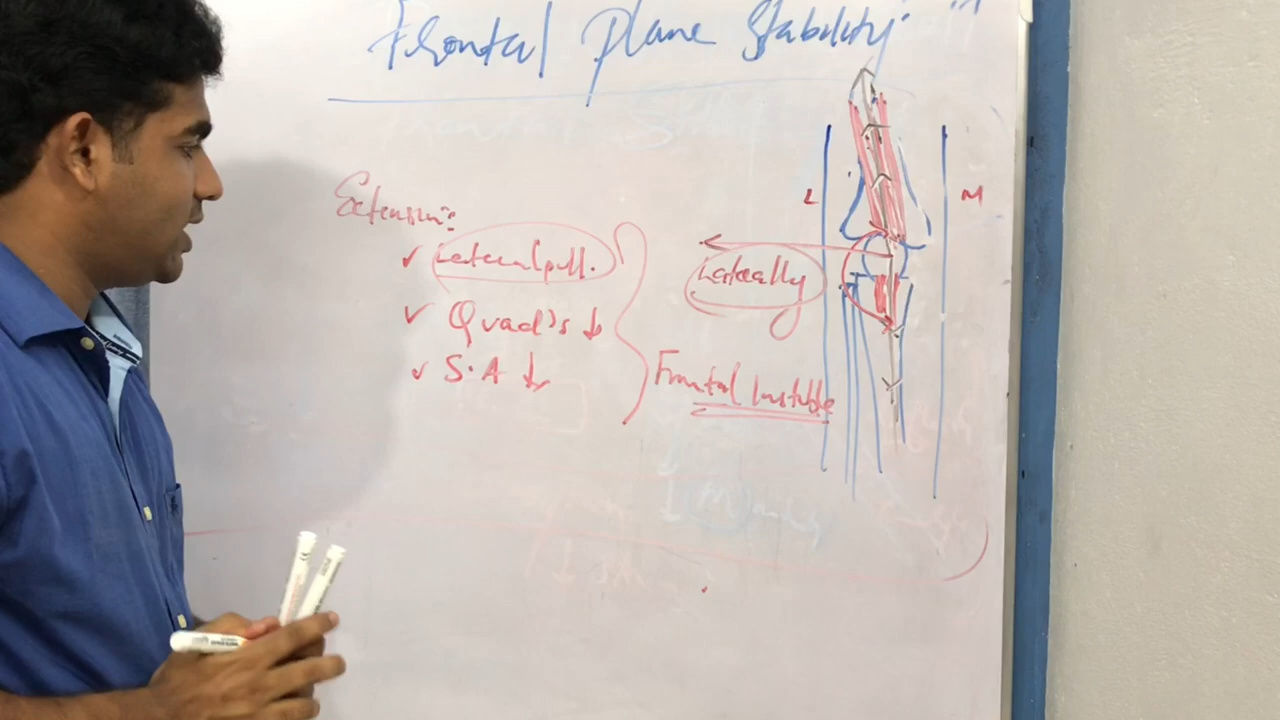 Frontal Plane Stability
Extension:
✓ Lateral pull.
✓ Quad's ↓
✓ S.A ↓
Frontal Instable
L
M
Laterally